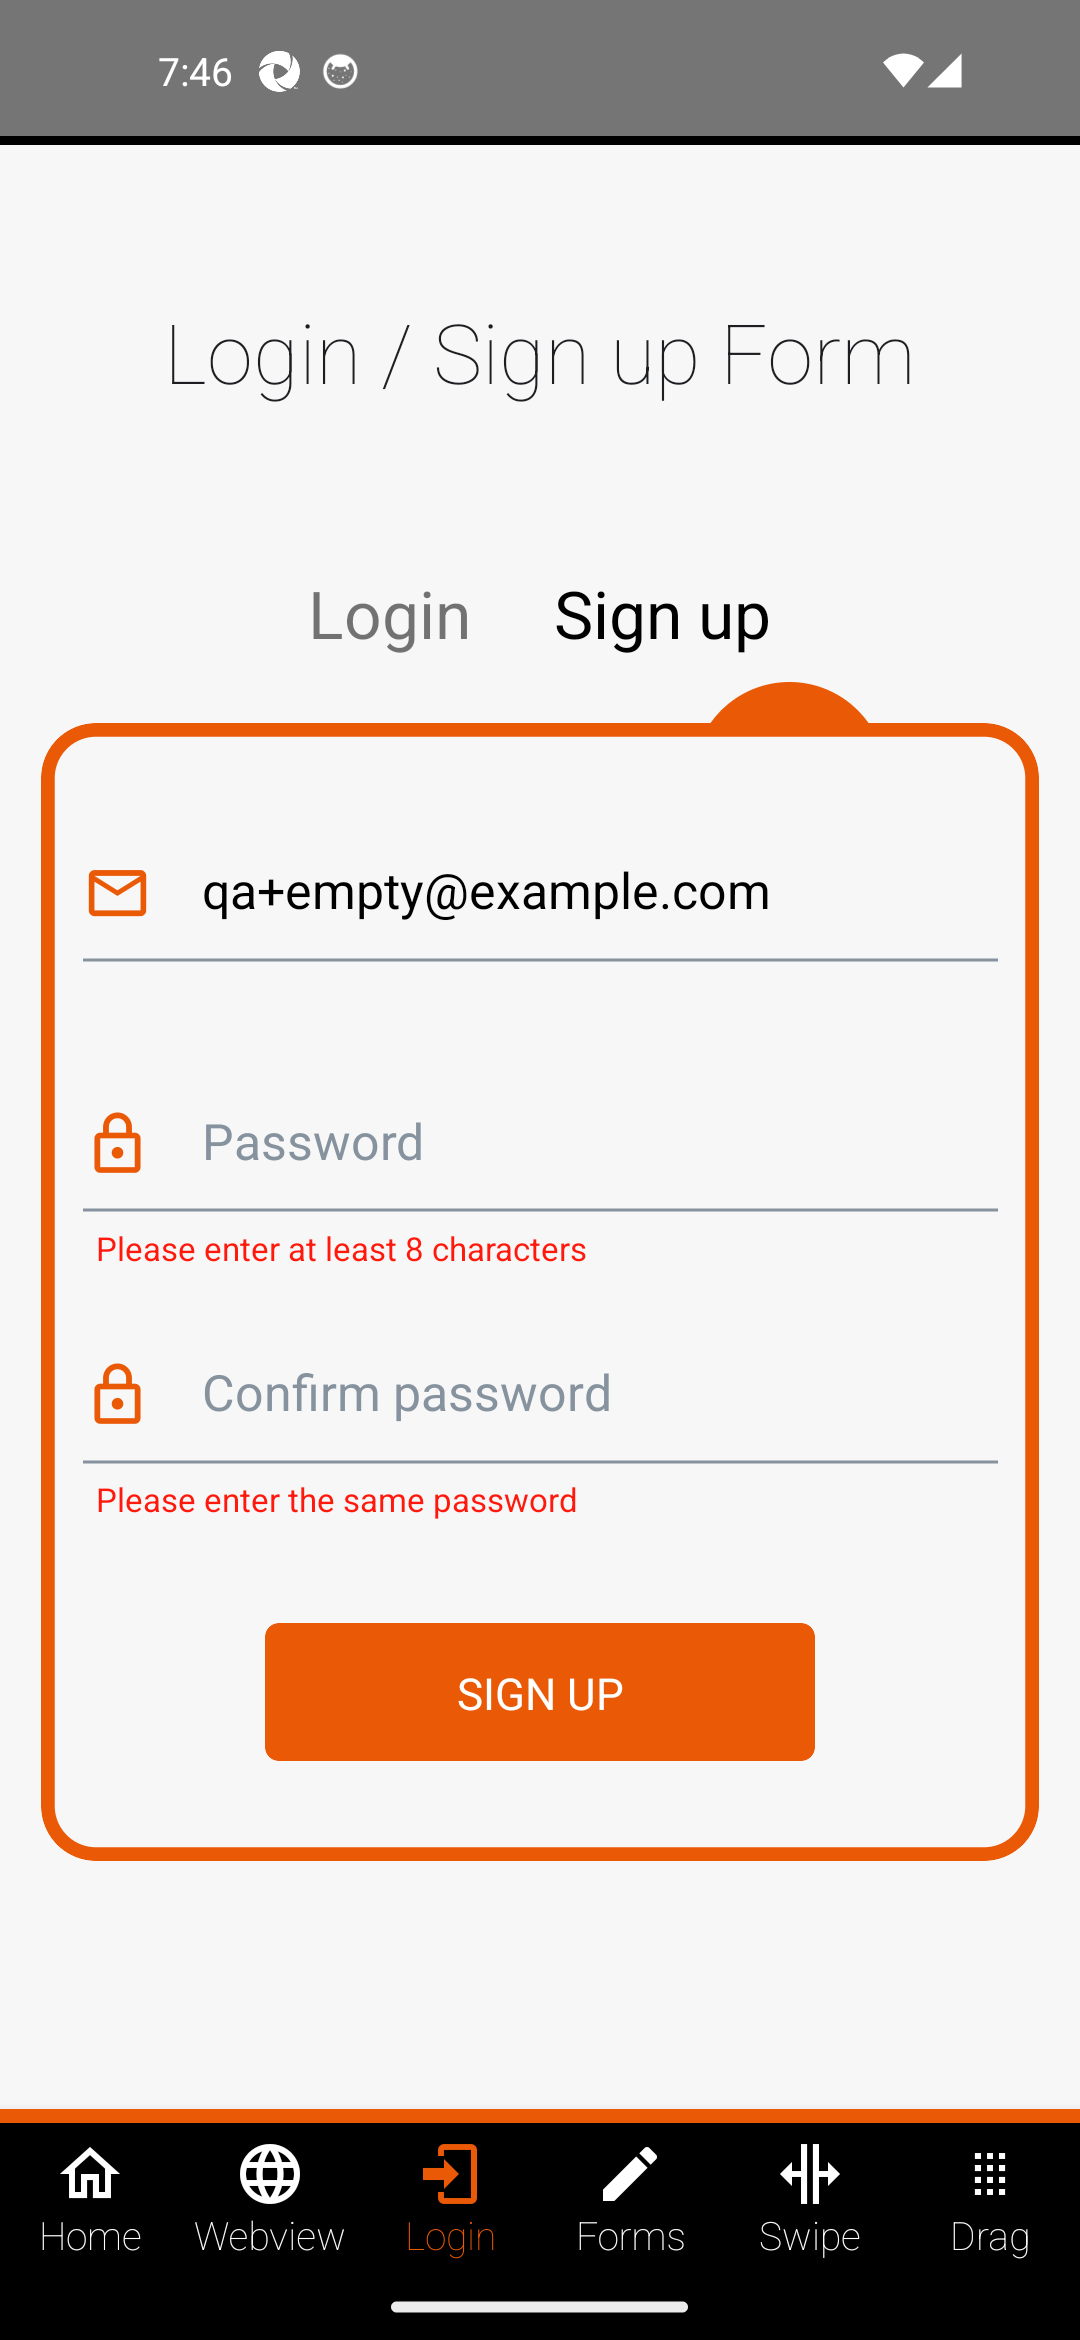 7:46
Login / Sign up Form
Login Sign up
qa+empty@example.com
Password
Please enter at least 8 characters
Confirm password
Please enter the same password
SIGN UP
Home Webview Login Forms Swipe Drag